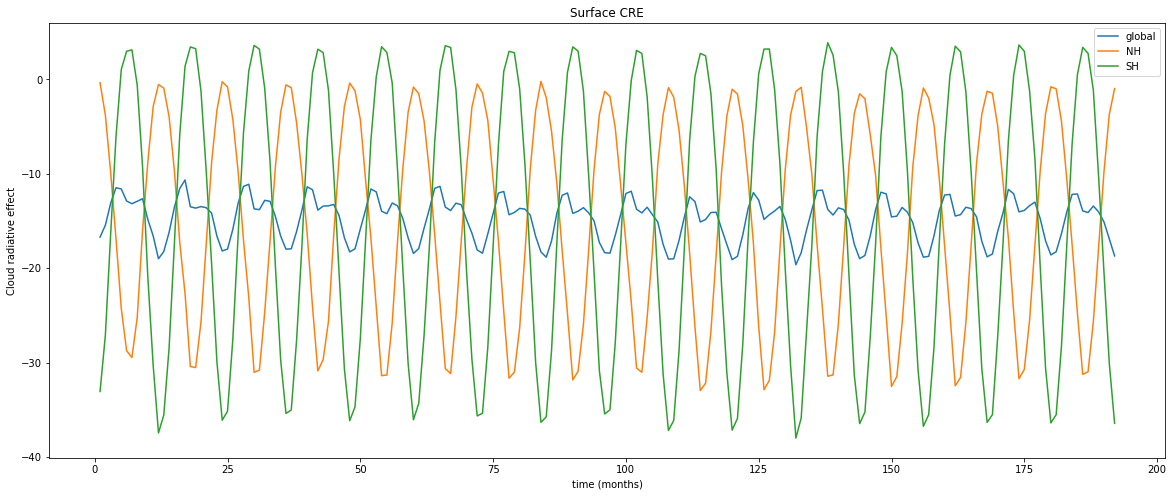 Surface CRE
global
NH
SH
Cloud radiative effect
0
−10
−20
−30
−40
0
25
50
75
100
125
150
175
200
time (months)